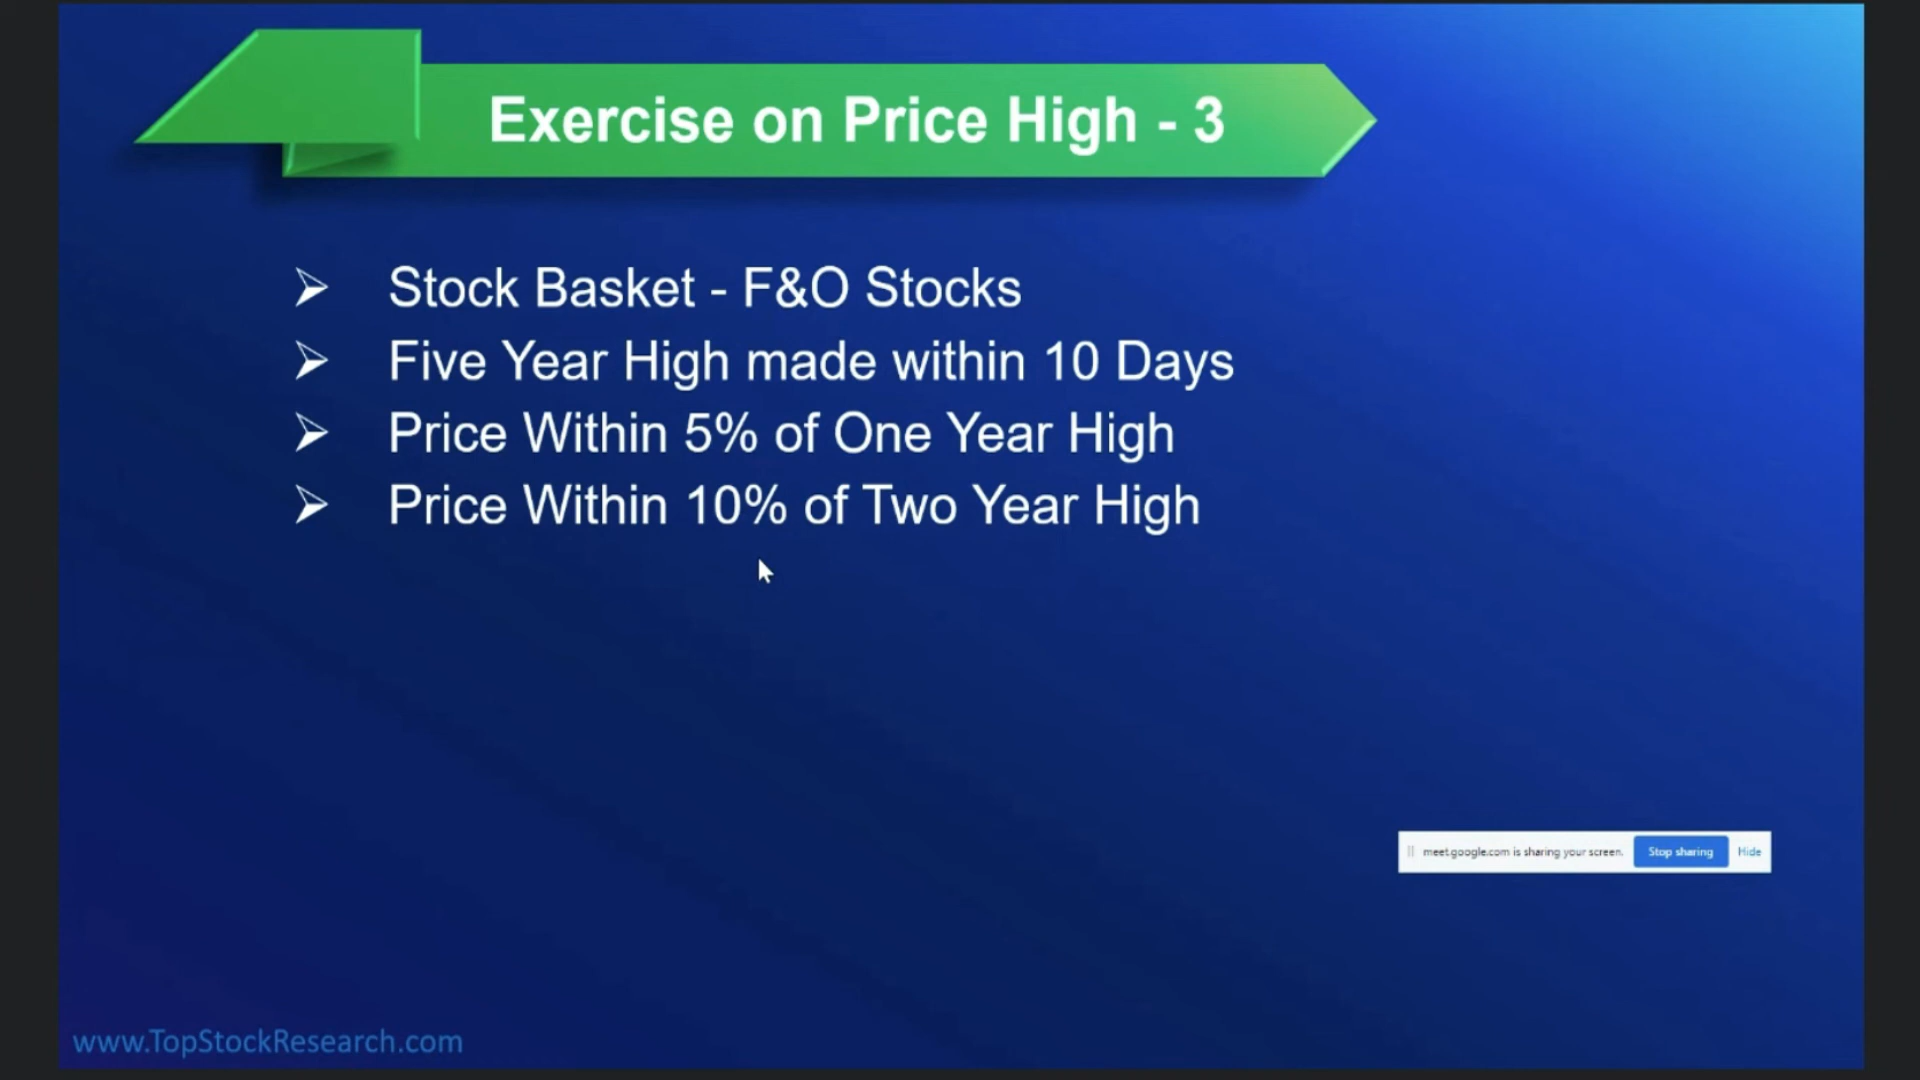 Exercise on Price High - 3
Stock Basket - F&O Stocks
Five Year High made within 10 Days
Price Within 5% of One Year High
Price Within 10% of Two Year High
meet.google.com is sharing your screen. Stop sharing Hide
www.TopStockResearch.com